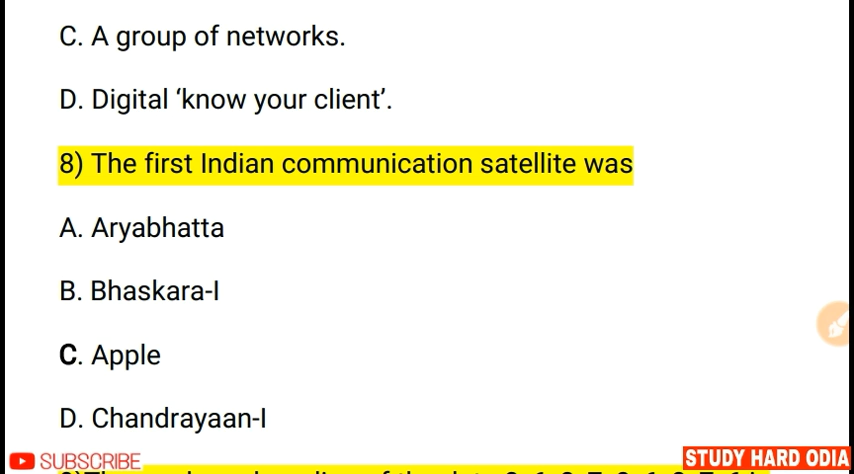 C. A group of networks.
D. Digital ‘know your client’.
8) The first Indian communication satellite was
A. Aryabhatta
B. Bhaskara-I
C. Apple
D. Chandrayaan-I
SUBSCRIBE
STUDY HARD ODIA